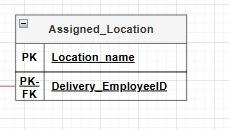 Assigned_Location
PK Location_name
PK-FK Delivery_EmployeeID